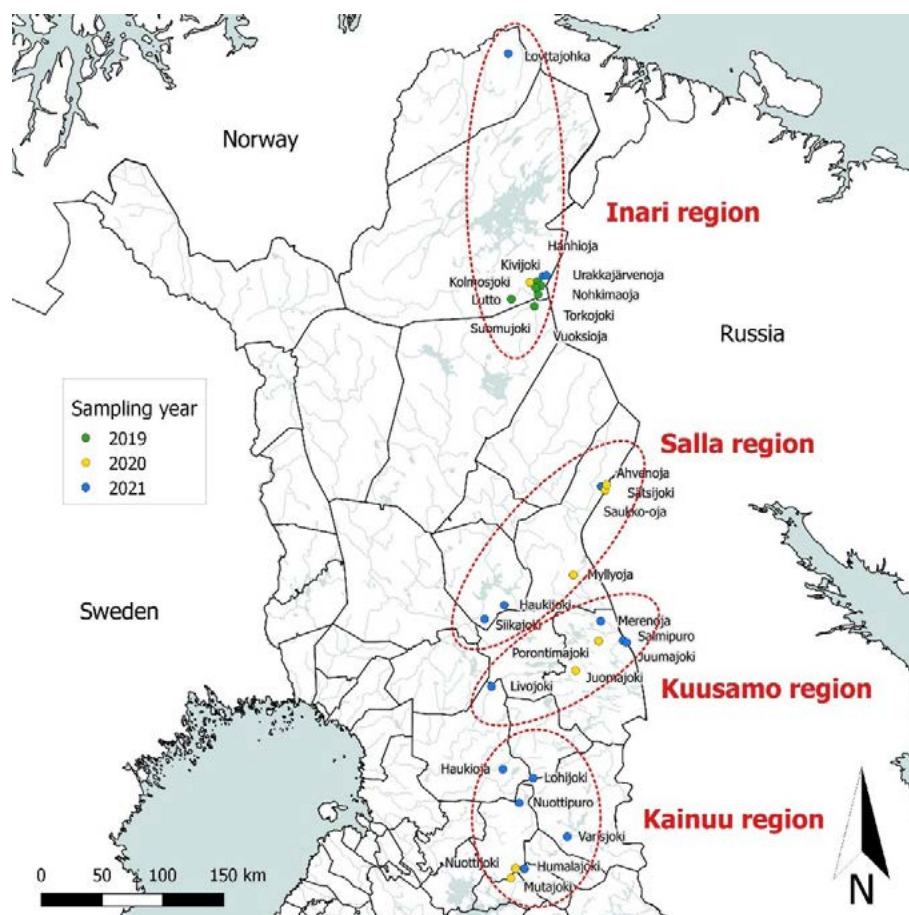 Lovttajohka
Norway
Inari region
Hanhioja
Kivijoki
Urakkajärvenoja
Kolmosjoki
Nohkimaoja
Lutto
Torkojoki
Suomujoki
Vuoksioja
Russia
Sampling year
2019
2020
2021
Salla region
Ahvenoja
Sätsijoki
Saukko-oja
Myllyoja
Sweden
Haukijoki
Merenoja
Siikajoki
Salmipuro
Porontimajoki
Juumajoki
Juomajoki
Livojoki
Kuusamo region
Haukioja
Lohijoki
Nuottipuro
Kainuu region
Varisjoki
Nuottijoki
Humalajoki
Mutajoki
0 50 100 150 km
N